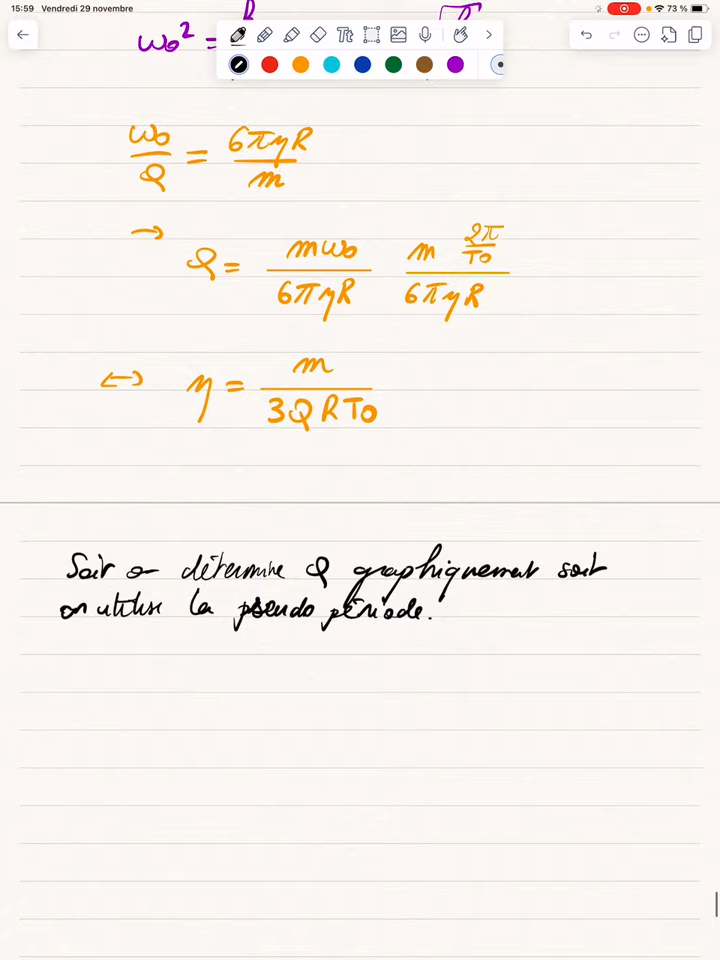 15:59 Vendredi 29 novembre 73 %
ω₀² =
Tt
ω₀/Q = 6πηR/m
→ Q = mω₀/6πηR m 2π/T₀/6πηR
↔ η = m/3QRT₀
Soit on détermine Q graphiquement soit
on utilise la pseudo période.